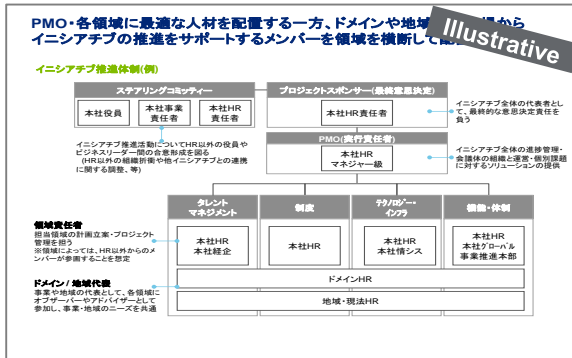 PMO・各領域に最適な人材を配置する一方、ドメインや地域
から
イニシアチブの推進をサポートするメンバーを領域を横断して配
Illustrative
イニシアチブ推進体制(例)
ステアリングコミッティー
プロジェクトスポンサー(最終意思決定)
本社役員
本社事業
責任者
本社HR
責任者
本社HR責任者
イニシアチブ全体の代表者とし
て、最終的な意思決定責任を
負う
イニシアチブ推進活動についてHR以外の役員や
ビジネスリーダー間の合意形成を図る
(HR以外の組織折衝や他イニシアチブとの連携
に関する調整、等)
PMO(実行責任者)
本社HR
マネジャー級
イニシアチブ全体の進捗管理・
会議体の組織と運営・個別課題
に対するソリューションの提供
タレント
マネジメント
制度
テクノロジー・
インフラ
機能・体制
領域責任者
担当領域の計画立案・プロジェクト
管理を担う
※領域によっては、HR以外からのメ
ンバーが参画することを想定
本社HR
本社経企
本社HR
本社HR
本社情シス
本社HR
本社グローバル
事業推進本部
ドメイン / 地域代表
事業や地域の代表として、各領域に
オブザーバーやアドバイザーとして
参加し、事業・地域のニーズを共通
ドメインHR
地域・現法HR